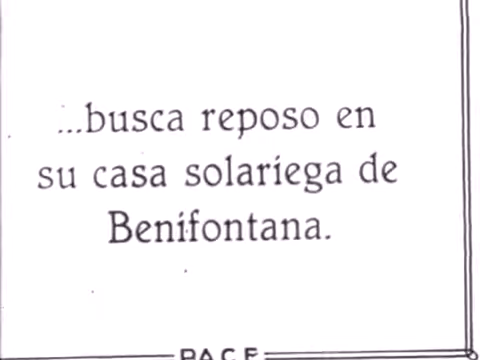 ...busca reposo en
su casa solariega de
Benifontana.
P.A.C.E